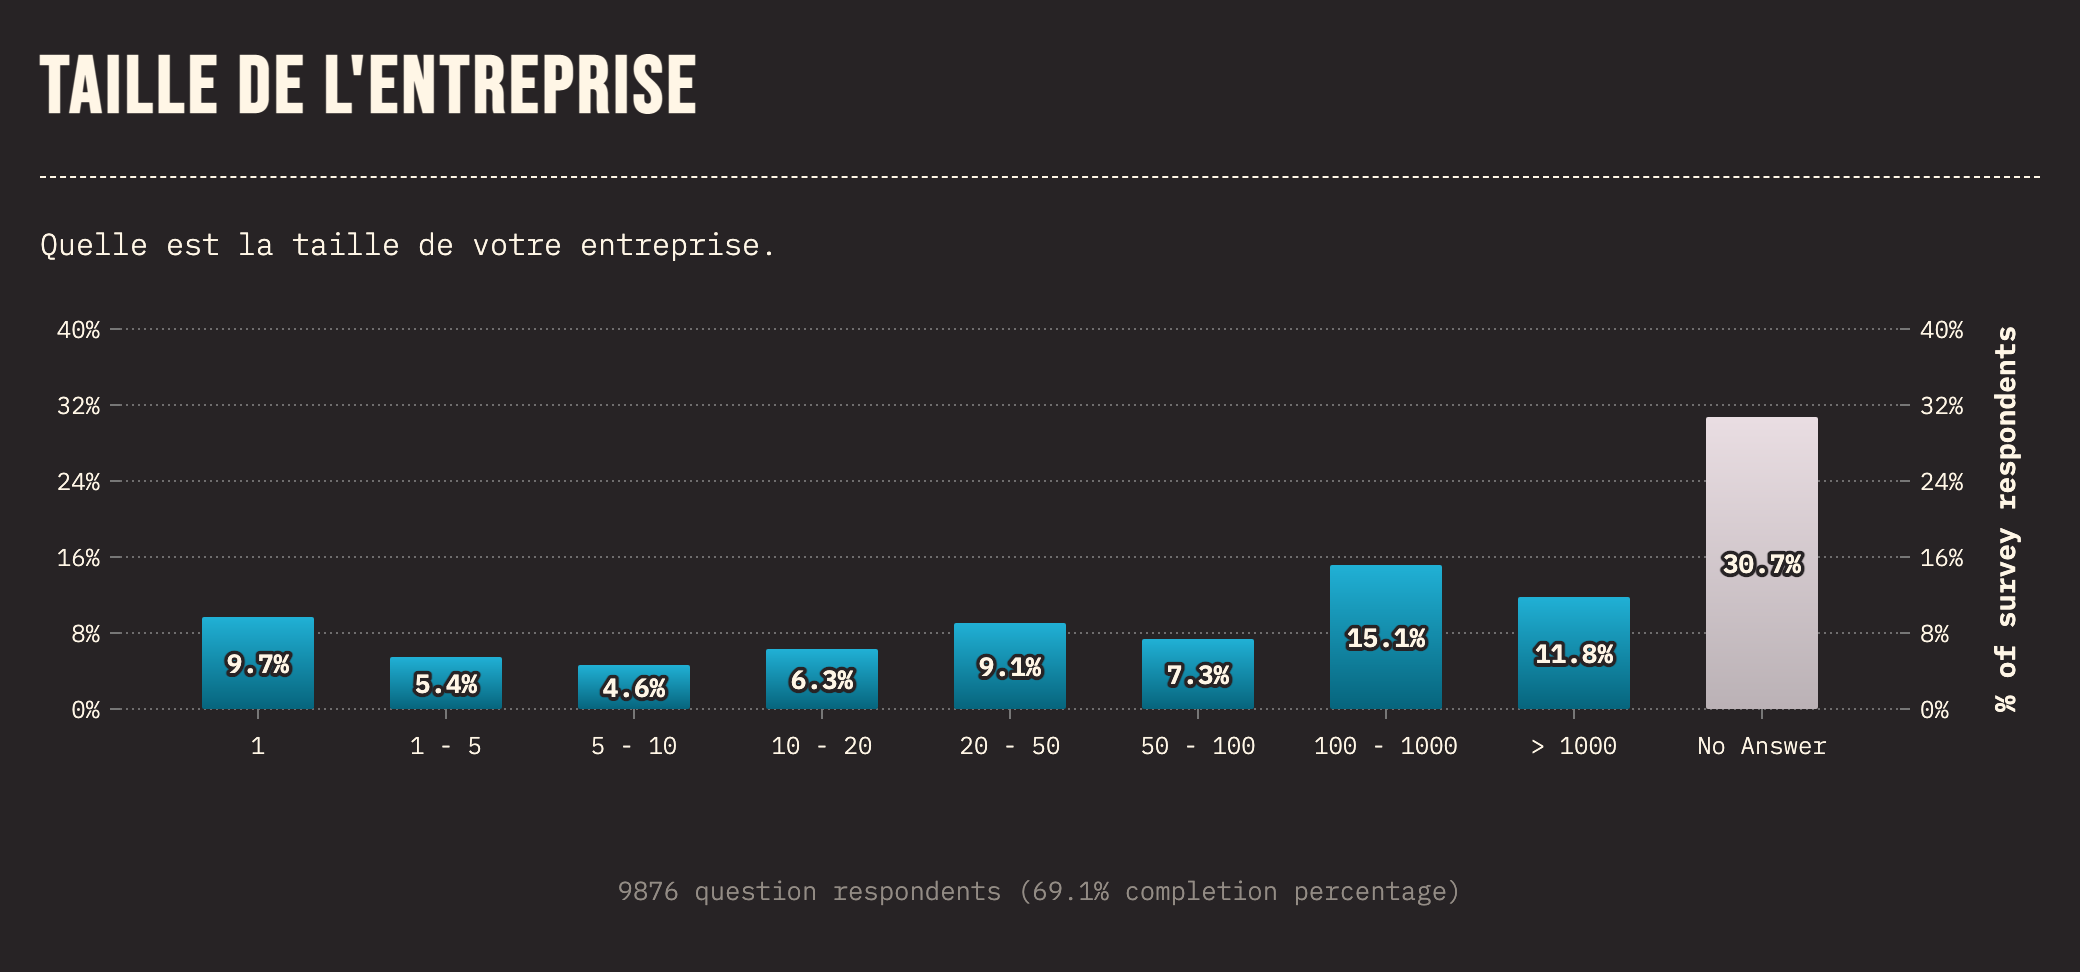 TAILLE DE L'ENTREPRISE
Quelle est la taille de votre entreprise.
40% 40%
32% 32%
24% 24%
16% 16%
8% 8%
0% 0%
% of survey respondents
9.7% 5.4% 4.6% 6.3% 9.1% 7.3% 15.1% 11.8% 30.7%
1 1 - 5 5 - 10 10 - 20 20 - 50 50 - 100 100 - 1000 > 1000 No Answer
9876 question respondents (69.1% completion percentage)